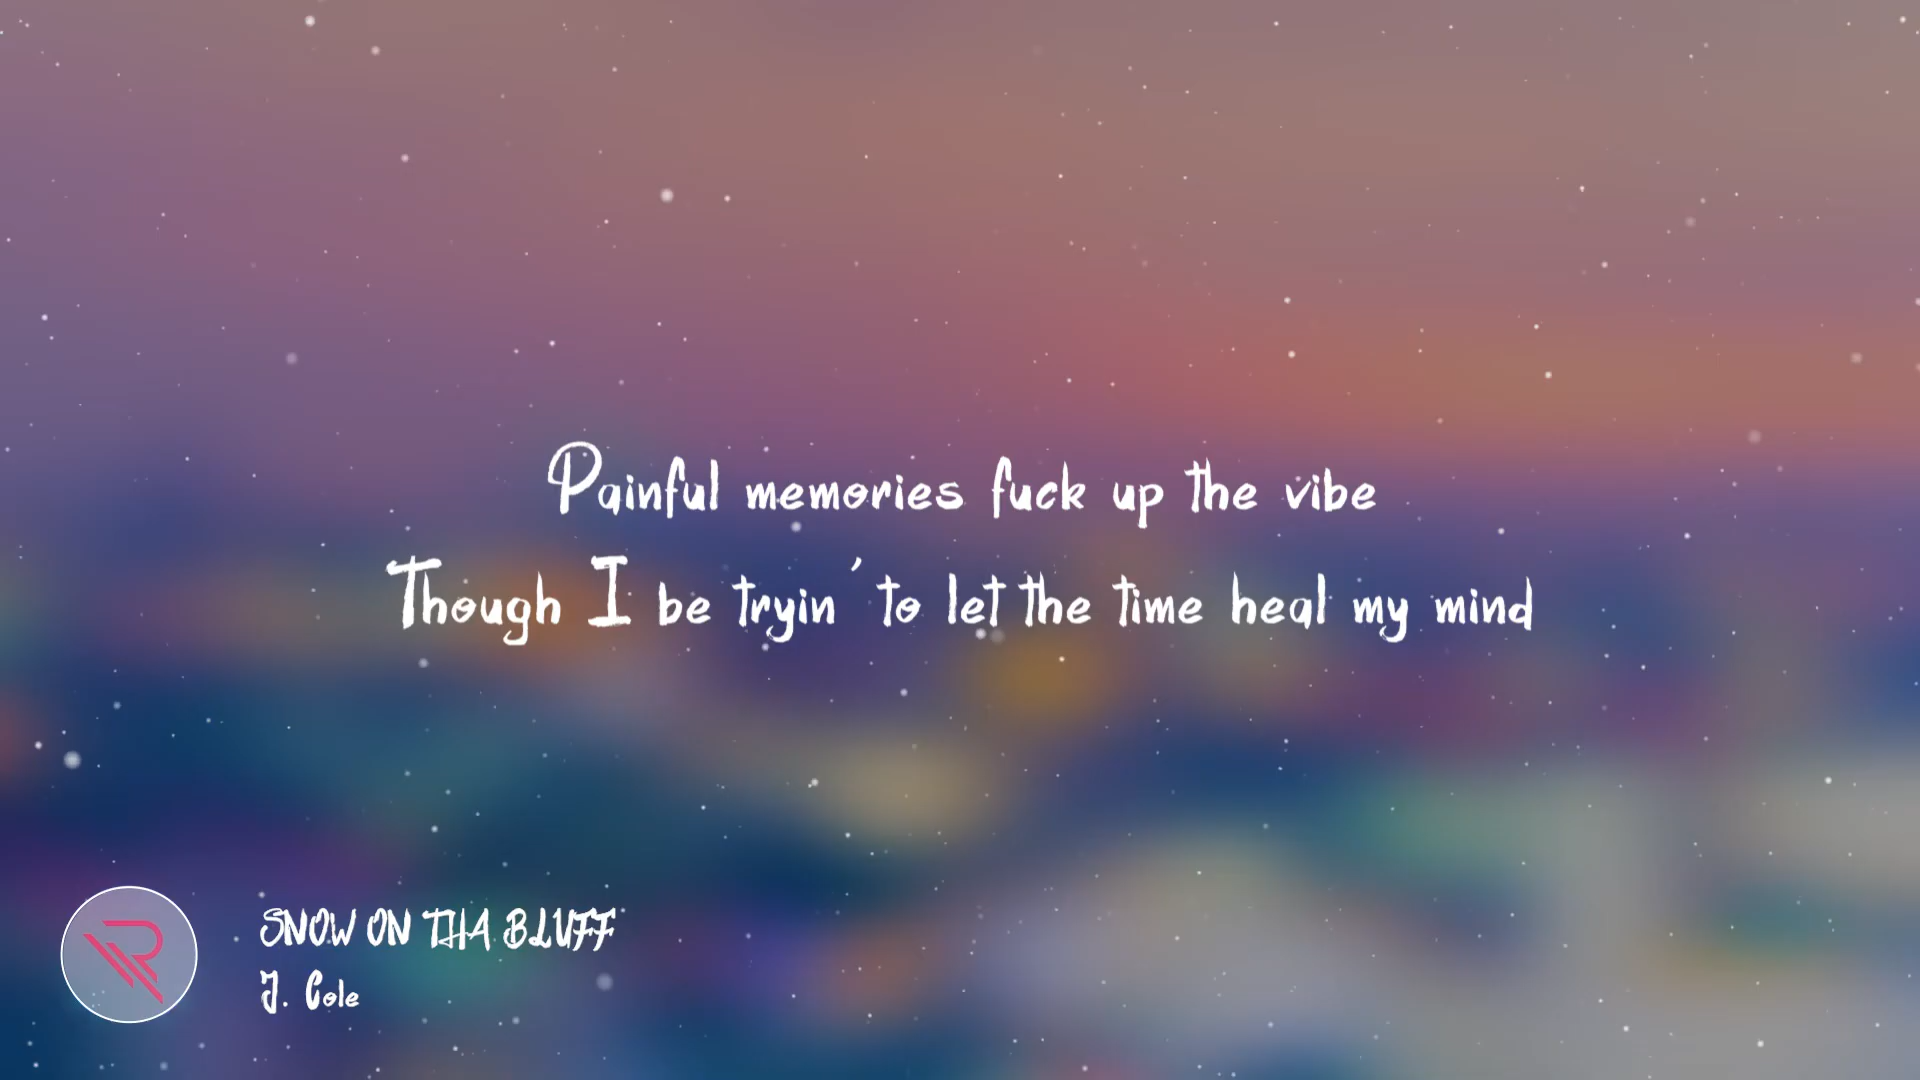 Painful memories fuck up the vibe
Though I be tryin' to let the time heal my mind
SNOW ON THA BLUFF
J. Cole